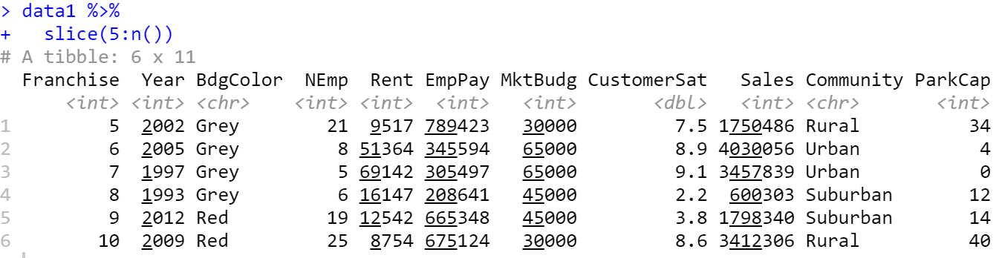 > data1 %>%
+   slice(5:n())
# A tibble: 6 x 11
  Franchise  Year BdgColor  NEmp  Rent EmpPay MktBudg CustomerSat   Sales Community ParkCap
      <int> <int> <chr>    <int> <int>  <int>   <int>       <dbl>   <int> <chr>       <int>
1         5  2002 Grey        21  9517 789423   30000         7.5 1750486 Rural          34
2         6  2005 Grey         8 51364 345594   65000         8.9 4030056 Urban           4
3         7  1997 Grey         5 69142 305497   65000         9.1 3457839 Urban           0
4         8  1993 Grey         6 16147 208641   45000         2.2  600303 Suburban       12
5         9  2012 Red         19 12542 665348   45000         3.8 1798340 Suburban       14
6        10  2009 Red         25  8754 675124   30000         8.6 3412306 Rural          40